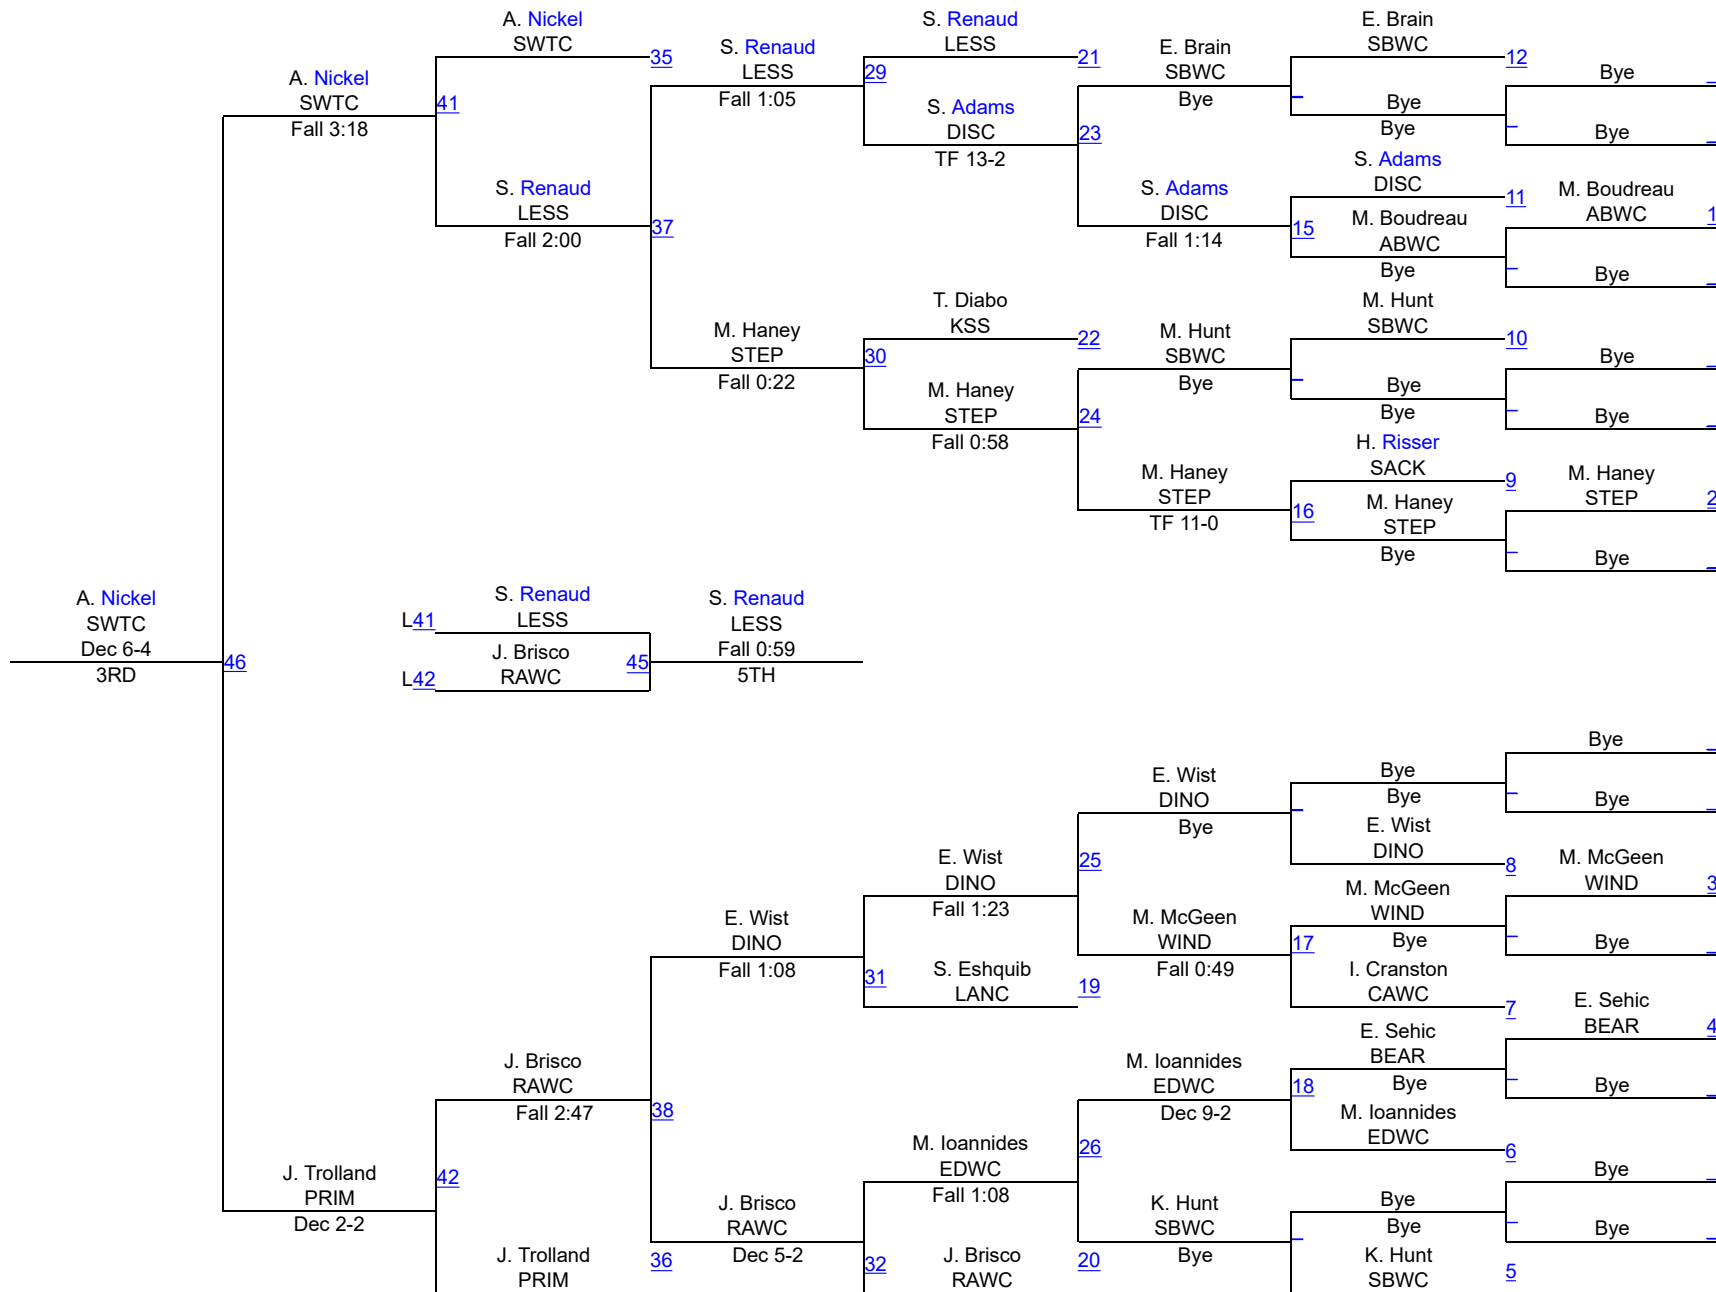 A. Nickel
SWTC
35
S. Renaud
LESS
21
E. Brain
SBWC
12
Bye
A. Nickel
SWTC
Fall 3:18
41
S. Renaud
LESS
Fall 1:05
29
S. Adams
DISC
TF 13-2
23
E. Brain
SBWC
Bye
Bye
Bye
Bye
S. Renaud
LESS
Fall 2:00
37
S. Adams
DISC
Fall 1:14
15
S. Adams
DISC
11
M. Boudreau
ABWC
Bye
M. Boudreau
ABWC
1
Bye
M. Haney
STEP
Fall 0:22
30
T. Diabo
KSS
22
M. Hunt
SBWC
Bye
M. Hunt
SBWC
10
Bye
Bye
Bye
Bye
M. Haney
STEP
Fall 0:58
24
M. Haney
STEP
TF 11-0
16
H. Risser
SACK
9
M. Haney
STEP
Bye
M. Haney
STEP
2
Bye
A. Nickel
SWTC
Dec 6-4
3RD
46
L41
S. Renaud
LESS
L42
J. Brisco
RAWC
45
S. Renaud
LESS
Fall 0:59
5TH
Bye
E. Wist
DINO
Bye
Bye
Bye
Bye
E. Wist
DINO
8
E. Wist
DINO
Fall 1:23
25
M. McGeen
WIND
3
E. Wist
DINO
Fall 1:08
31
M. McGeen
WIND
Fall 0:49
17
M. McGeen
WIND
Bye
Bye
S. Eshquib
LANC
19
I. Cranston
CAWC
7
E. Sehic
BEAR
4
J. Brisco
RAWC
Fall 2:47
38
M. Ioannides
EDWC
Dec 9-2
18
E. Sehic
BEAR
Bye
Bye
M. Ioannides
EDWC
6
J. Trolland
PRIM
Dec 2-2
42
M. Ioannides
EDWC
Fall 1:08
26
Bye
J. Brisco
RAWC
Dec 5-2
32
K. Hunt
SBWC
Bye
Bye
Bye
Bye
J. Trolland
PRIM
36
J. Brisco
RAWC
20
K. Hunt
SBWC
5